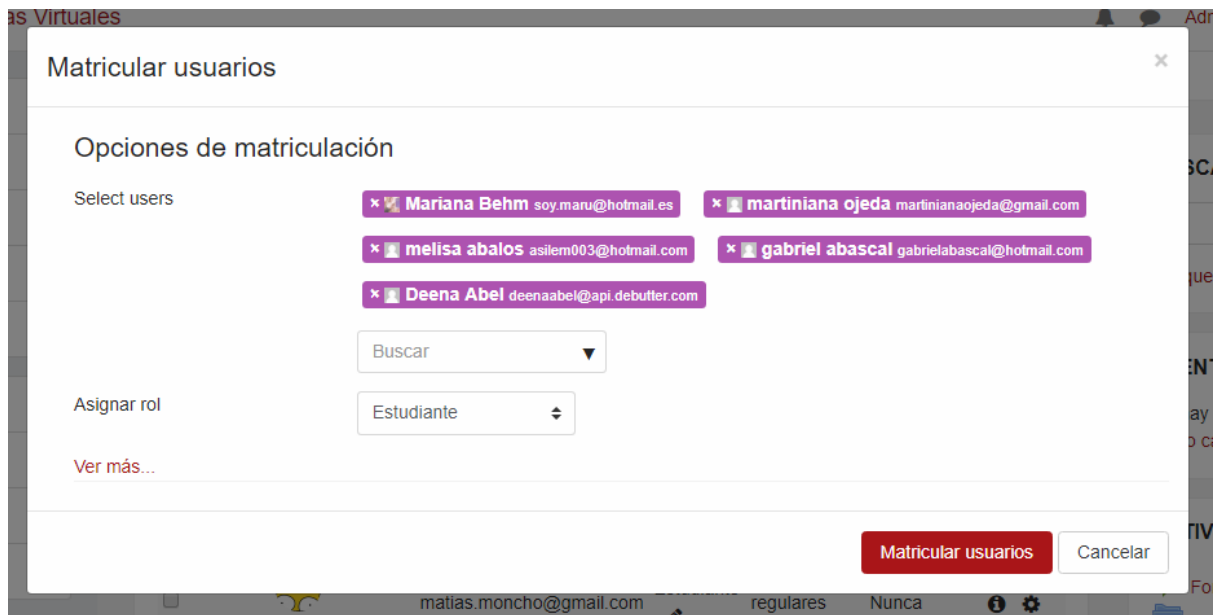 as Virtuales
Matricular usuarios
×
Opciones de matriculación
Select users
× Mariana Behm soy.maru@hotmail.es
× martiniana ojeda martinianaojeda@gmail.com
× melisa abalos asilem003@hotmail.com
× gabriel abascal gabrielabascal@hotmail.com
× Deena Abel deenaabel@api.debutter.com
Buscar
Asignar rol
Estudiante
Ver más...
Matricular usuarios
Cancelar
matias.moncho@gmail.com regulares Nunca